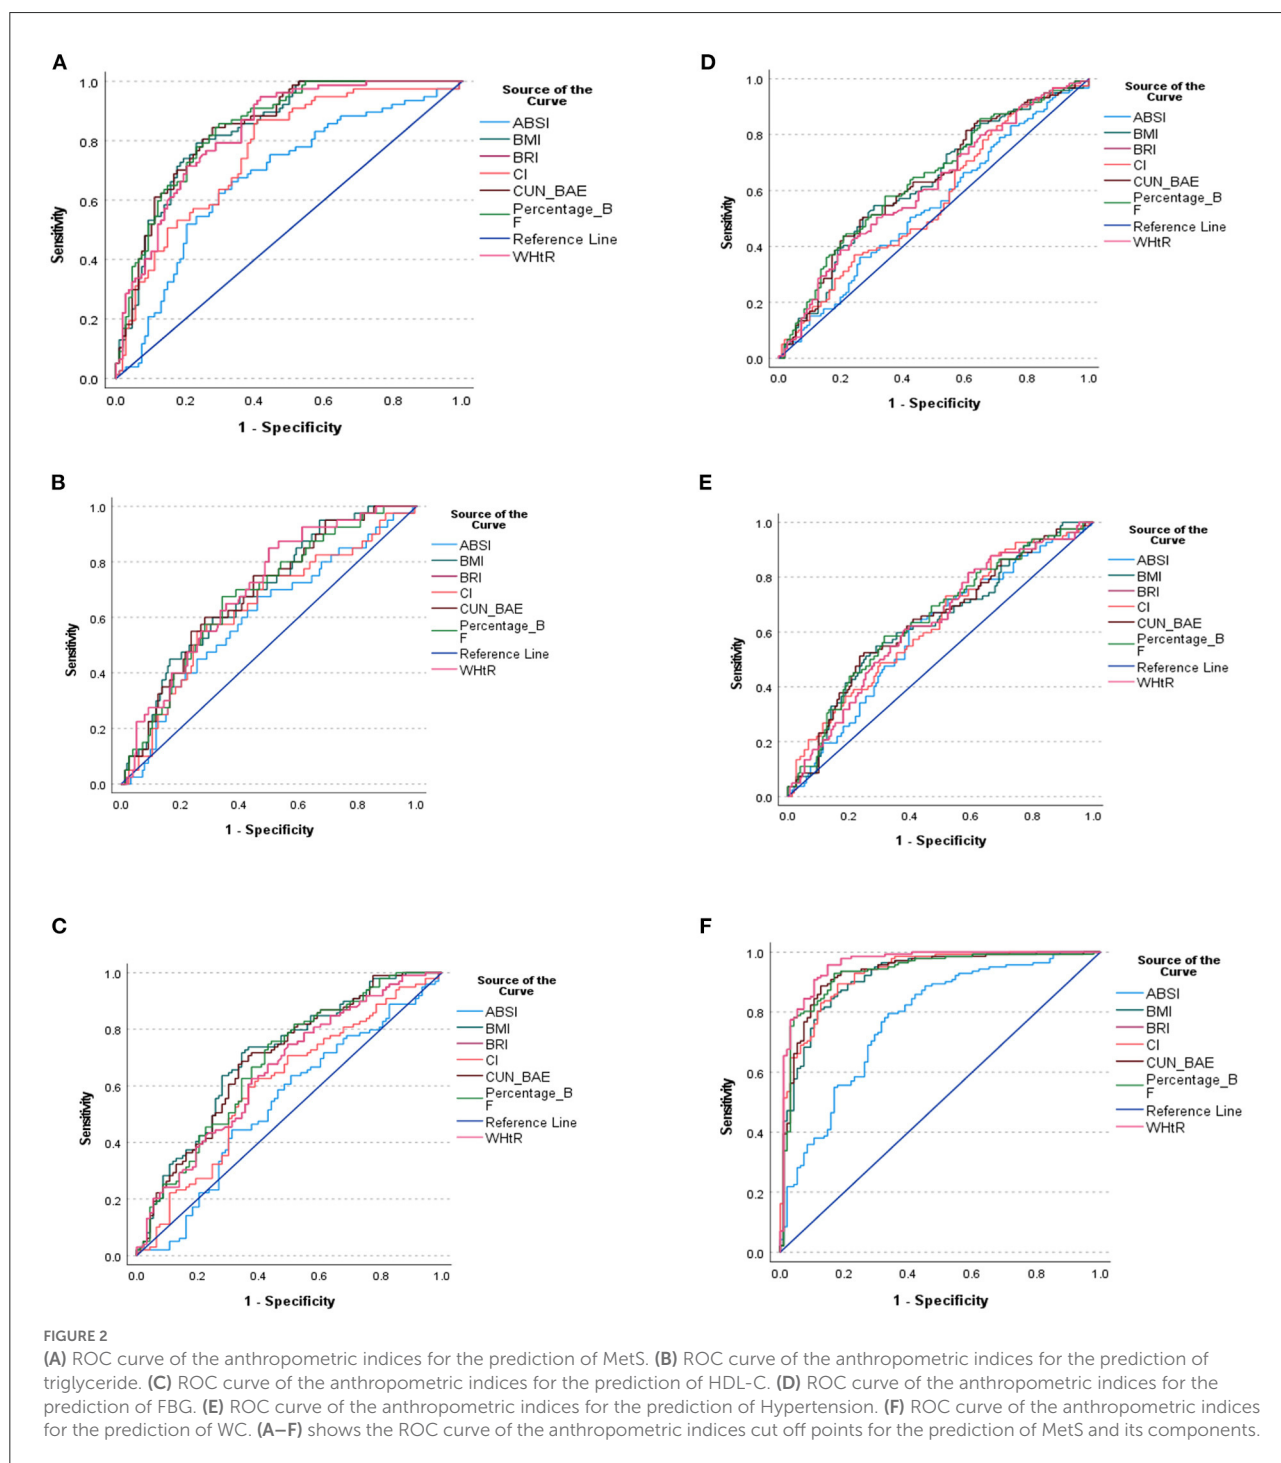 A
1.0
0.8
0.6
0.4
0.2
0.0
Sensitivity
0.0 0.2 0.4 0.6 0.8 1.0
1 - Specificity
Source of the
Curve
ABSI
BMI
BRI
CI
CUN_BAE
Percentage_B
F
Reference Line
WHtR
D
1.0
0.8
0.6
0.4
0.2
0.0
Sensitivity
0.0 0.2 0.4 0.6 0.8 1.0
1 - Specificity
Source of the
Curve
ABSI
BMI
BRI
CI
CUN_BAE
Percentage_B
F
Reference Line
WHtR
B
1.0
0.8
0.6
0.4
0.2
0.0
Sensitivity
0.0 0.2 0.4 0.6 0.8 1.0
1 - Specificity
Source of the
Curve
ABSI
BMI
BRI
CI
CUN_BAE
Percentage_B
F
Reference Line
WHtR
E
1.0
0.8
0.6
0.4
0.2
0.0
Sensitivity
0.0 0.2 0.4 0.6 0.8 1.0
1 - Specificity
Source of the
Curve
ABSI
BMI
BRI
CI
CUN_BAE
Percentage_B
F
Reference Line
WHtR
C
1.0
0.8
0.6
0.4
0.2
0.0
Sensitivity
0.0 0.2 0.4 0.6 0.8 1.0
1 - Specificity
Source of the
Curve
ABSI
BMI
BRI
CI
CUN_BAE
Percentage_B
F
Reference Line
WHtR
F
1.0
0.8
0.6
0.4
0.2
0.0
Sensitivity
0.0 0.2 0.4 0.6 0.8 1.0
1 - Specificity
Source of the
Curve
ABSI
BMI
BRI
CI
CUN_BAE
Percentage_B
F
Reference Line
WHtR
FIGURE 2
(A) ROC curve of the anthropometric indices for the prediction of MetS. (B) ROC curve of the anthropometric indices for the prediction of
triglyceride. (C) ROC curve of the anthropometric indices for the prediction of HDL-C. (D) ROC curve of the anthropometric indices for the
prediction of FBG. (E) ROC curve of the anthropometric indices for the prediction of Hypertension. (F) ROC curve of the anthropometric indices
for the prediction of WC. (A–F) shows the ROC curve of the anthropometric indices cut off points for the prediction of MetS and its components.